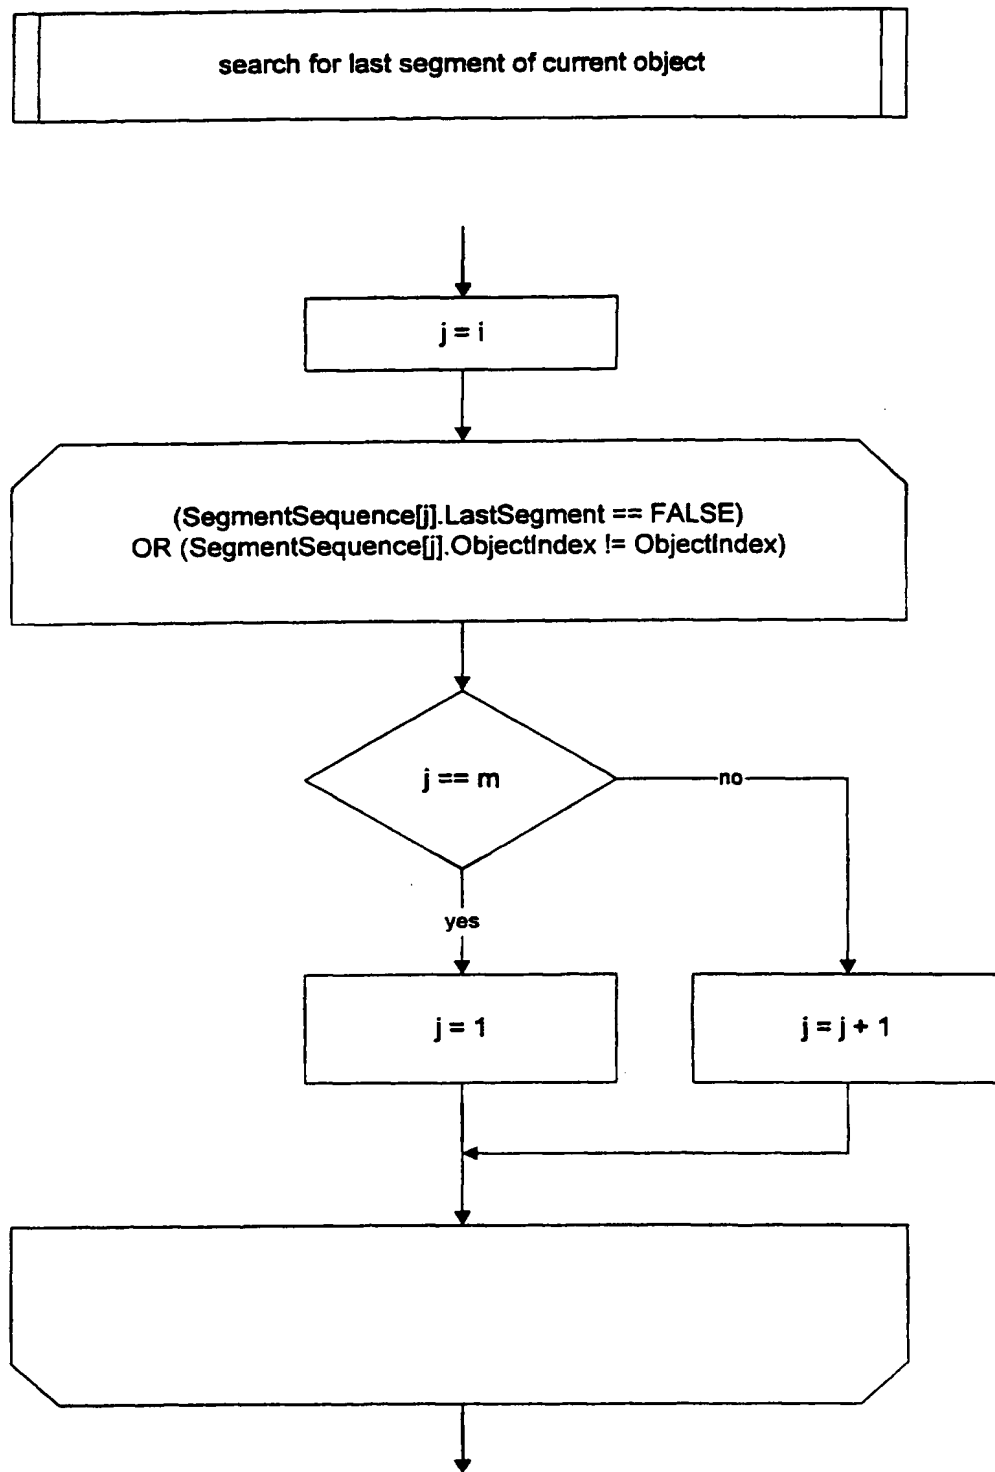 search for last segment of current object
j = i
(SegmentSequence[j].LastSegment == FALSE)
OR (SegmentSequence[j].ObjectIndex != ObjectIndex)
j == m
no
yes
j = 1
j = j + 1